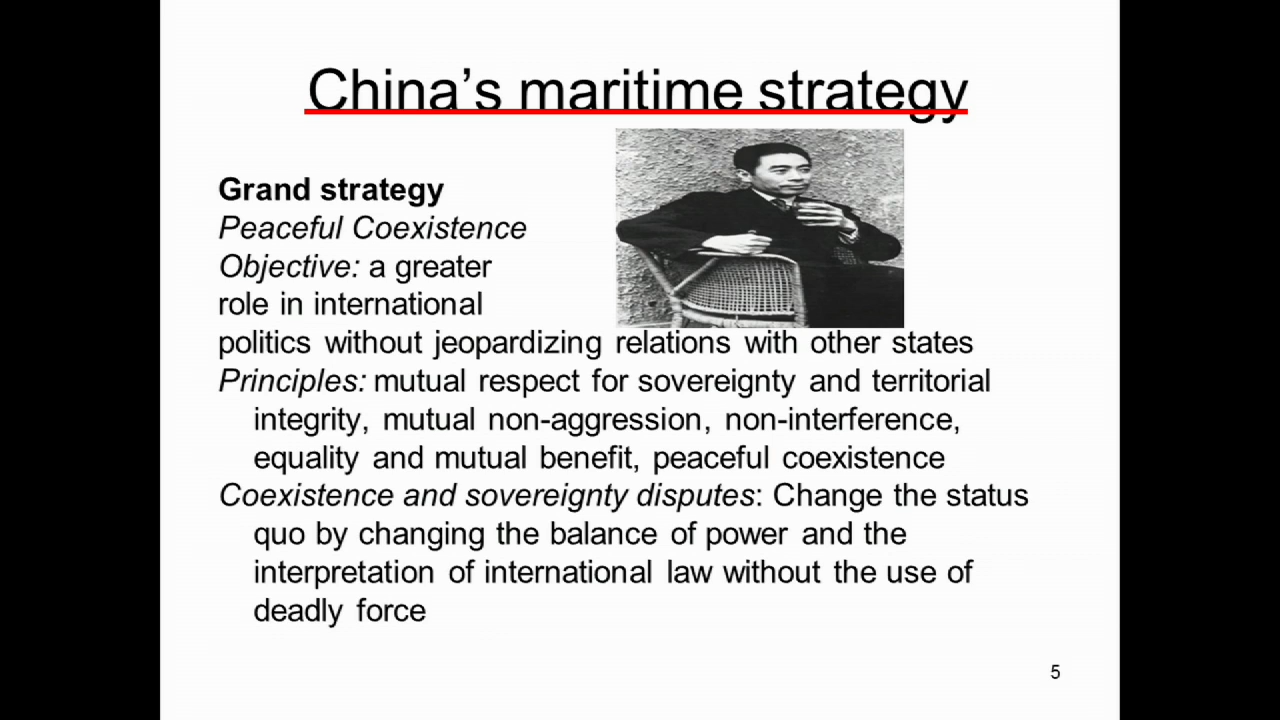 China’s maritime strategy
Grand strategy
Peaceful Coexistence
Objective: a greater
role in international
politics without jeopardizing relations with other states
Principles: mutual respect for sovereignty and territorial
integrity, mutual non-aggression, non-interference,
equality and mutual benefit, peaceful coexistence
Coexistence and sovereignty disputes: Change the status
quo by changing the balance of power and the
interpretation of international law without the use of
deadly force
5